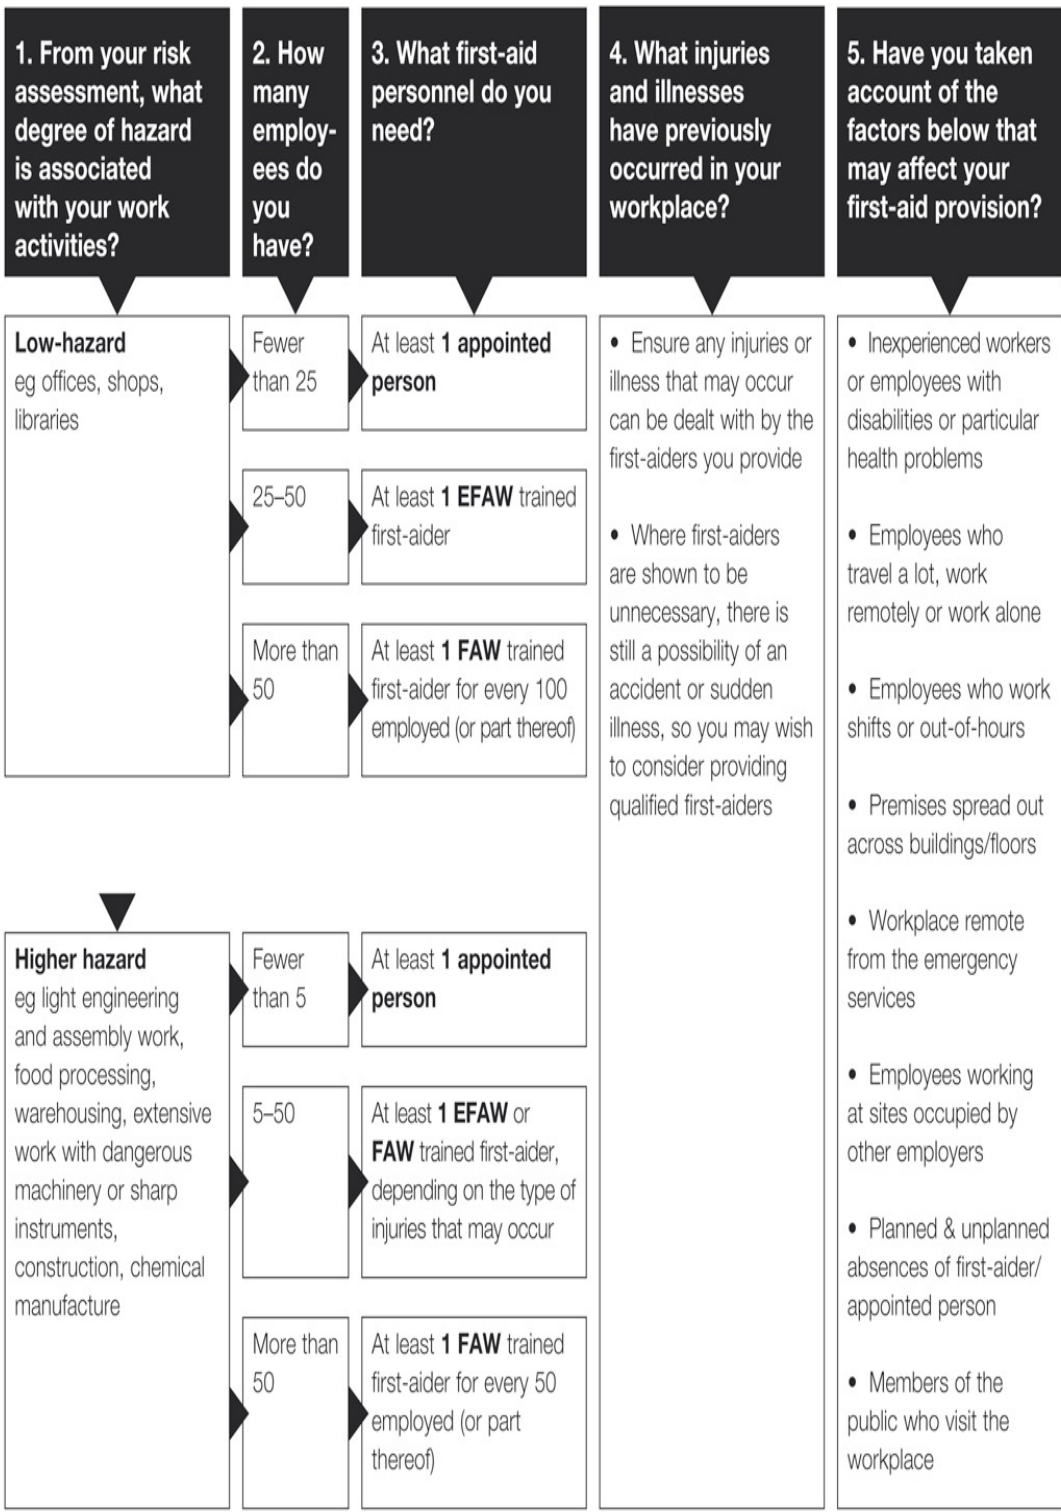 1. From your risk
assessment, what
degree of hazard
is associated
with your work
activities?
2. How
many
employ-
ees do
you
have?
3. What first-aid
personnel do you
need?
4. What injuries
and illnesses
have previously
occurred in your
workplace?
5. Have you taken
account of the
factors below that
may affect your
first-aid provision?
Low-hazard
eg offices, shops,
libraries
Fewer
than 25
At least 1 appointed
person
25–50
At least 1 EFAW trained
first-aider
More than
50
At least 1 FAW trained
first-aider for every 100
employed (or part thereof)
Higher hazard
eg light engineering
and assembly work,
food processing,
warehousing, extensive
work with dangerous
machinery or sharp
instruments,
construction, chemical
manufacture
Fewer
than 5
At least 1 appointed
person
5–50
At least 1 EFAW or
FAW trained first-aider,
depending on the type of
injuries that may occur
More than
50
At least 1 FAW trained
first-aider for every 50
employed (or part
thereof)
• Ensure any injuries or
illness that may occur
can be dealt with by the
first-aiders you provide
• Where first-aiders
are shown to be
unnecessary, there is
still a possibility of an
accident or sudden
illness, so you may wish
to consider providing
qualified first-aiders
• Inexperienced workers
or employees with
disabilities or particular
health problems
• Employees who
travel a lot, work
remotely or work alone
• Employees who work
shifts or out-of-hours
• Premises spread out
across buildings/floors
• Workplace remote
from the emergency
services
• Employees working
at sites occupied by
other employers
• Planned & unplanned
absences of first-aider/
appointed person
• Members of the
public who visit the
workplace